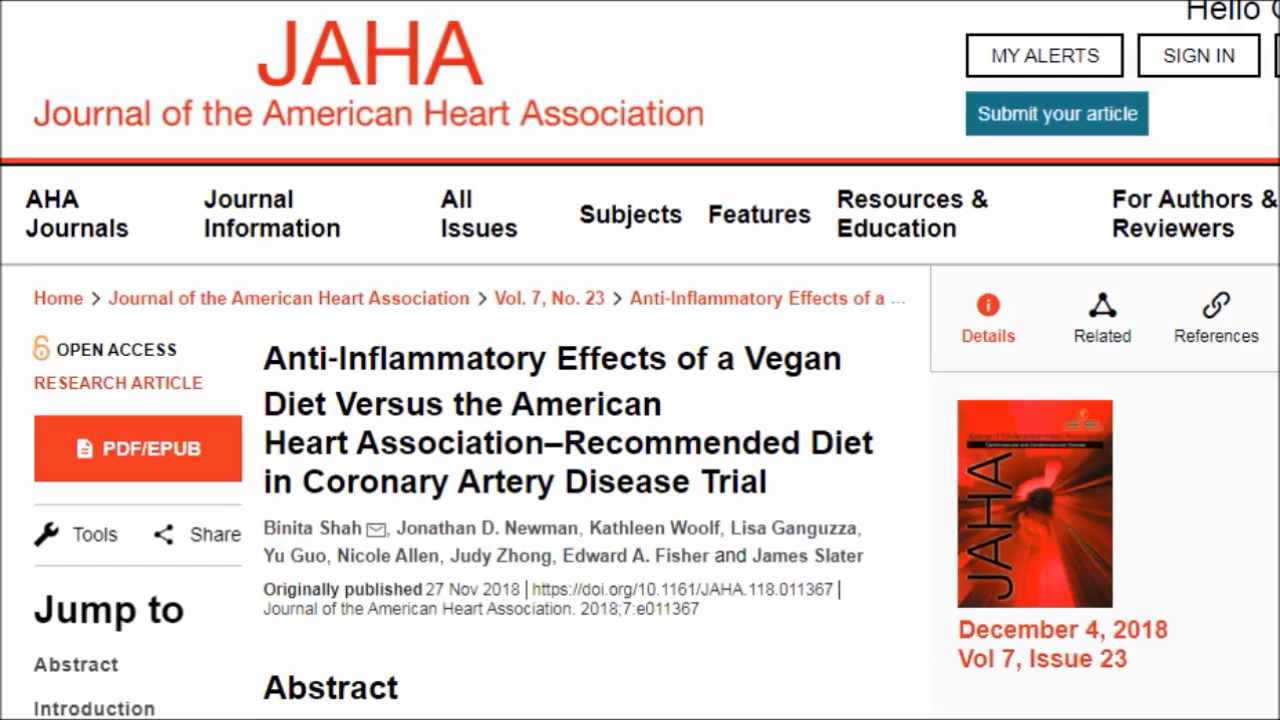 Hello
JAHA
Journal of the American Heart Association
MY ALERTS
SIGN IN
Submit your article
AHA
Journals
Journal
Information
All
Issues
Subjects
Features
Resources &
Education
For Authors &
Reviewers
Home > Journal of the American Heart Association > Vol. 7, No. 23 > Anti-Inflammatory Effects of a ...
Details
Related
References
OPEN ACCESS
RESEARCH ARTICLE
PDF/EPUB
Tools
Share
Jump to
Abstract
Introduction
Anti-Inflammatory Effects of a Vegan
Diet Versus the American
Heart Association–Recommended Diet
in Coronary Artery Disease Trial
Binita Shah, Jonathan D. Newman, Kathleen Woolf, Lisa Ganguzza,
Yu Guo, Nicole Allen, Judy Zhong, Edward A. Fisher and James Slater
Originally published 27 Nov 2018 | https://doi.org/10.1161/JAHA.118.011367 |
Journal of the American Heart Association. 2018;7:e011367
Abstract
JAHA
December 4, 2018
Vol 7, Issue 23